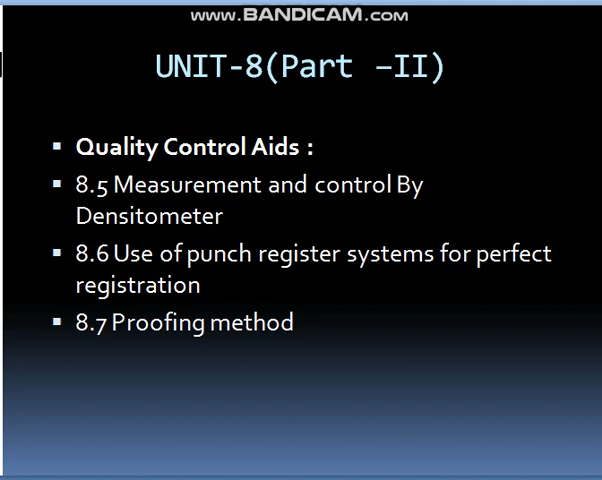 www.BANDICAM.com
UNIT-8(Part –II)
Quality Control Aids :
8.5 Measurement and control By
Densitometer
8.6 Use of punch register systems for perfect
registration
8.7 Proofing method